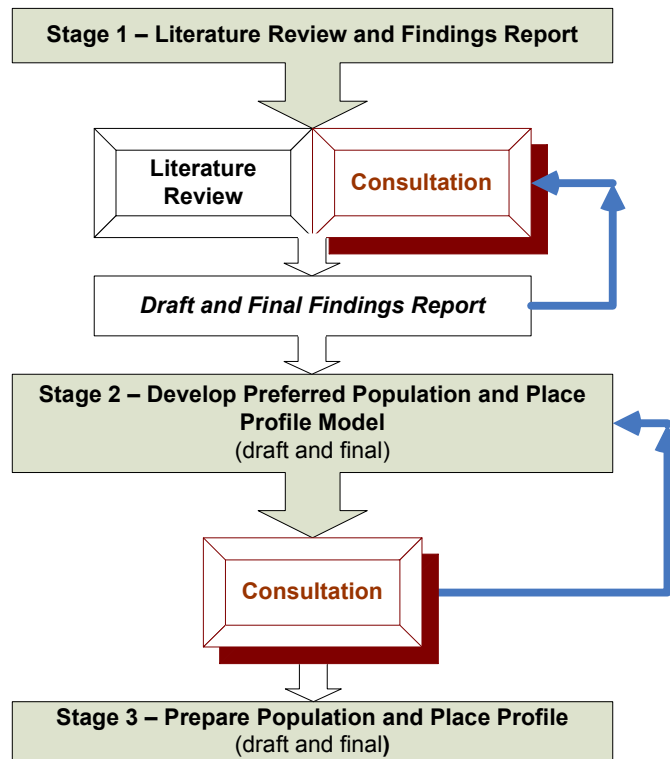 Stage 1 – Literature Review and Findings Report
Literature
Review
Consultation
Draft and Final Findings Report
Stage 2 – Develop Preferred Population and Place
Profile Model
(draft and final)
Consultation
Stage 3 – Prepare Population and Place Profile
(draft and final)